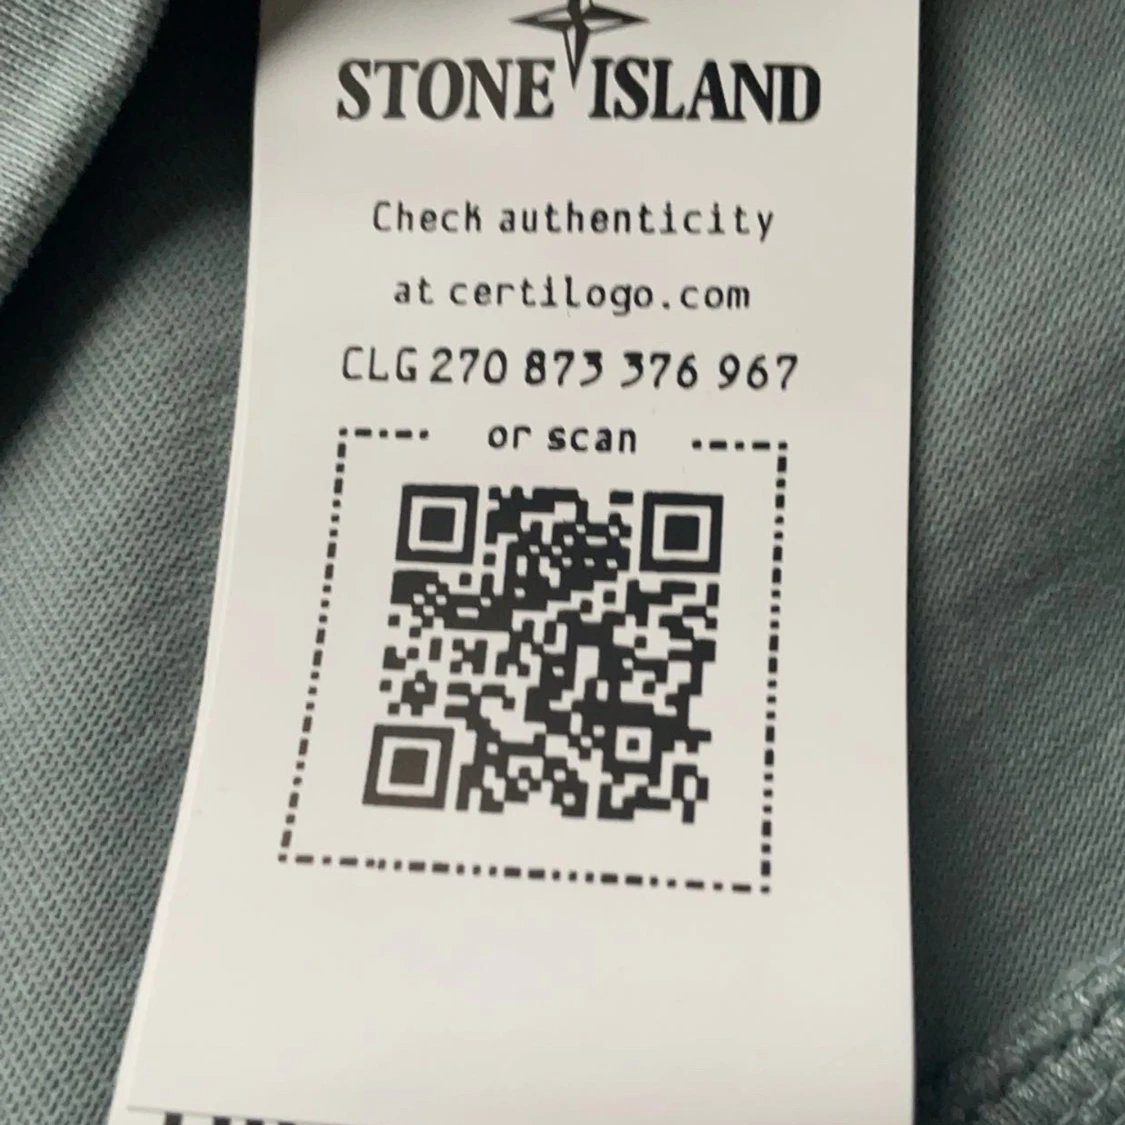 STONE ISLAND
Check authenticity
at certilogo.com
CLG 270 873 376 967
or scan